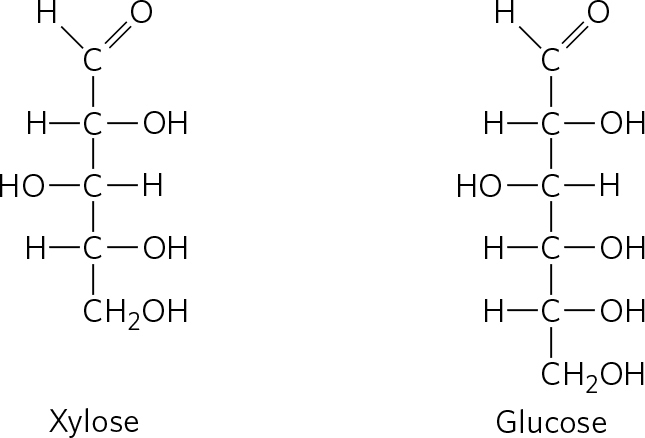 H O H O
C C
H C OH H C OH
HO C H HO C H
H C OH H C OH
CH₂OH H C OH
CH₂OH
Xylose Glucose